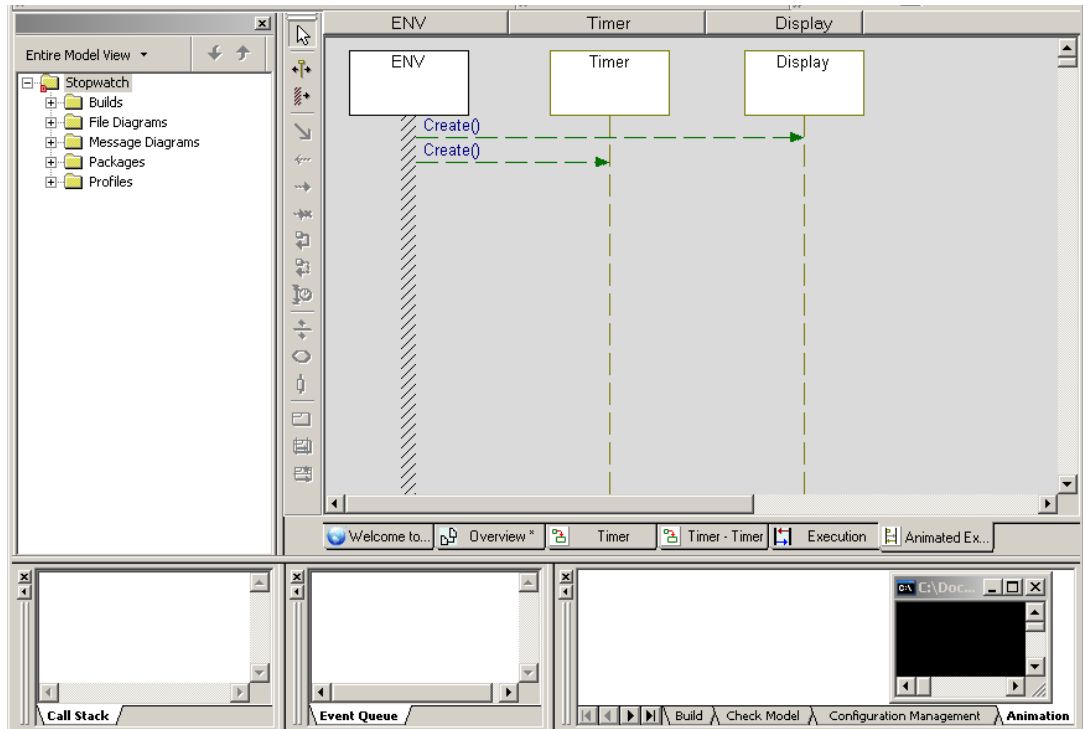 ENV Timer Display
Entire Model View
Stopwatch
Builds
File Diagrams
Message Diagrams
Packages
Profiles
ENV Timer Display
Create()
Create()
Welcome to... Overview * Timer Timer - Timer Execution Animated Ex...
C:\Doc...
Call Stack
Event Queue
Build Check Model Configuration Management Animation